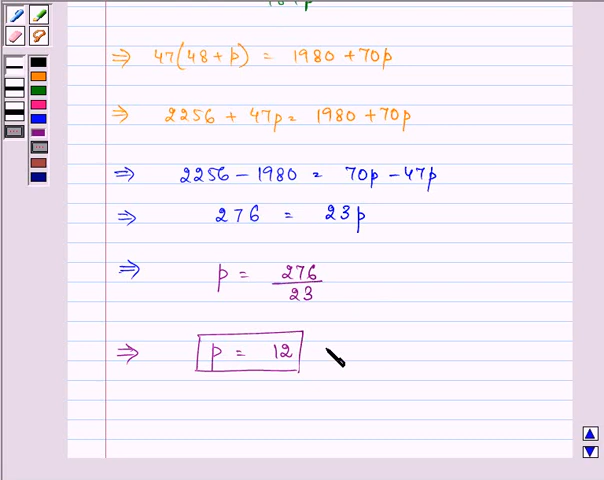 ⇒ 47(48 + p) = 1980 + 70p
⇒ 2256 + 47p = 1980 + 70p
⇒ 2256 - 1980 = 70p - 47p
⇒ 276 = 23p
⇒ p = 276/23
⇒ p = 12